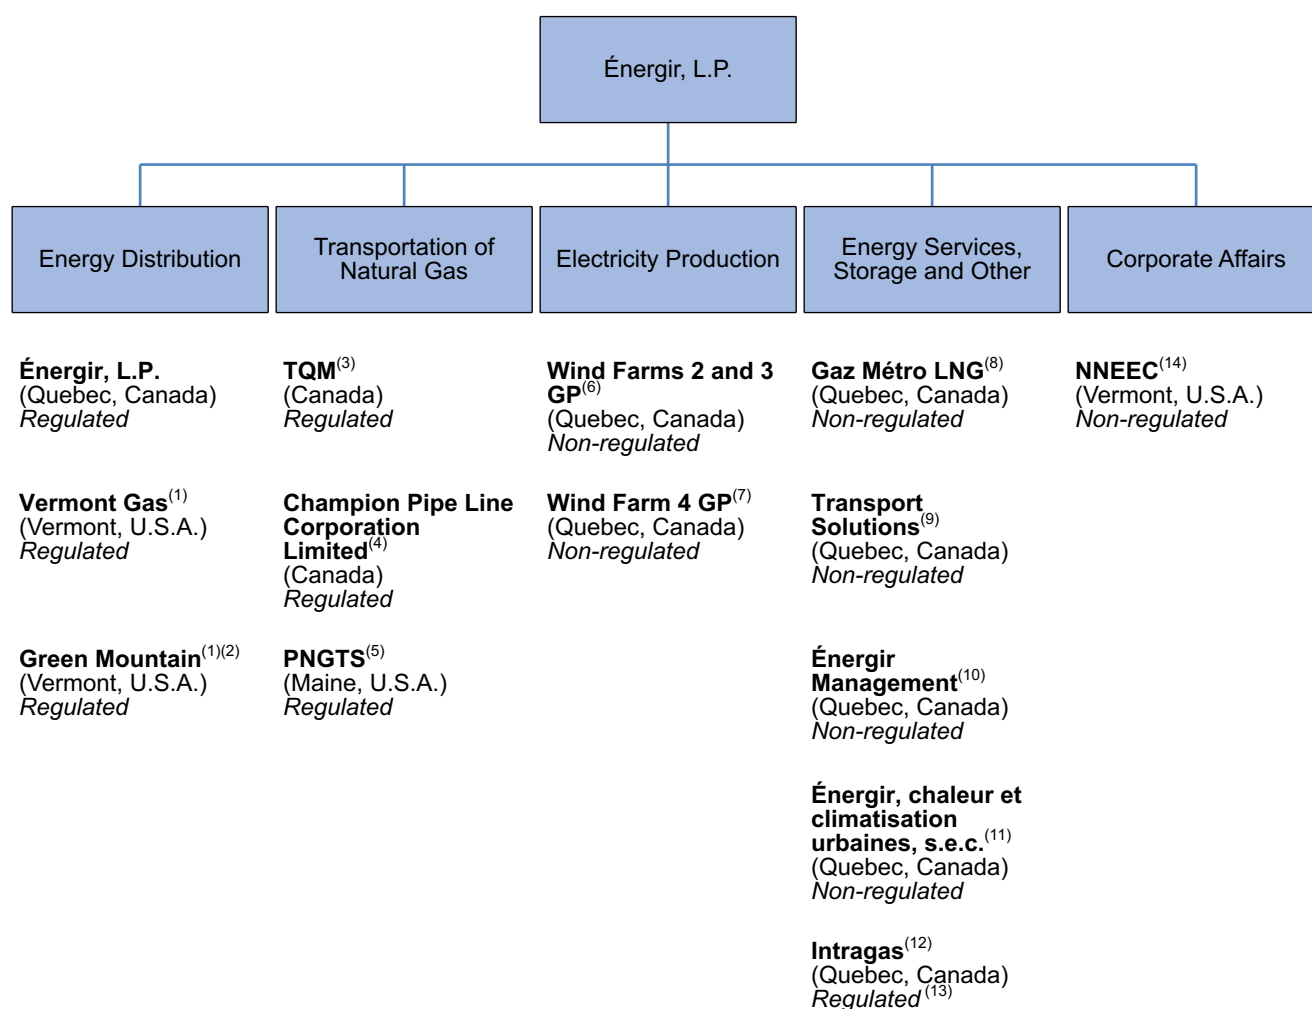 Énergir, L.P.
Energy Distribution
Transportation of
Natural Gas
Electricity Production
Energy Services,
Storage and Other
Corporate Affairs
Énergir, L.P.
(Quebec, Canada)
Regulated
Vermont Gas(1)
(Vermont, U.S.A.)
Regulated
Green Mountain(1)(2)
(Vermont, U.S.A.)
Regulated
TQM(3)
(Canada)
Regulated
Champion Pipe Line
Corporation
Limited(4)
(Canada)
Regulated
PNGTS(5)
(Maine, U.S.A.)
Regulated
Wind Farms 2 and 3
GP(6)
(Quebec, Canada)
Non-regulated
Wind Farm 4 GP(7)
(Quebec, Canada)
Non-regulated
Gaz Métro LNG(8)
(Quebec, Canada)
Non-regulated
Transport
Solutions(9)
(Quebec, Canada)
Non-regulated
Énergir
Management(10)
(Quebec, Canada)
Non-regulated
Énergir, chaleur et
climatisation
urbaines, s.e.c.(11)
(Quebec, Canada)
Non-regulated
Intragas(12)
(Quebec, Canada)
Regulated(13)
NNEEC(14)
(Vermont, U.S.A.)
Non-regulated